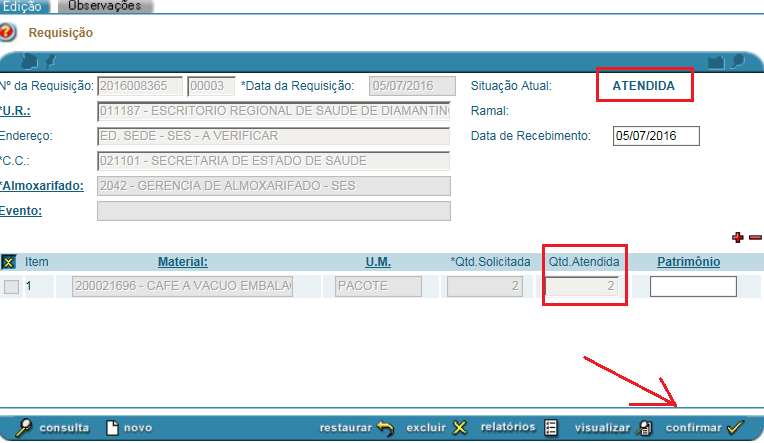 Edição Observações
Requisição
Nº da Requisição: 2016008365 00003 *Data da Requisição: 05/07/2016 Situação Atual: ATENDIDA
*U.R.: 011187 - ESCRITORIO REGIONAL DE SAUDE DE DIAMANTIN Ramal:
Endereço: ED. SEDE - SES - A VERIFICAR Data de Recebimento: 05/07/2016
*C.C.: 021101 - SECRETARIA DE ESTADO DE SAUDE
*Almoxarifado: 2042 - GERENCIA DE ALMOXARIFADO - SES
Evento:
Item Material: U.M. *Qtd.Solicitada Qtd.Atendida Patrimônio
1 200021696 - CAFE A VACUO EMBALA PACOTE 2 2
consulta novo restaurar excluir relatórios visualizar confirmar